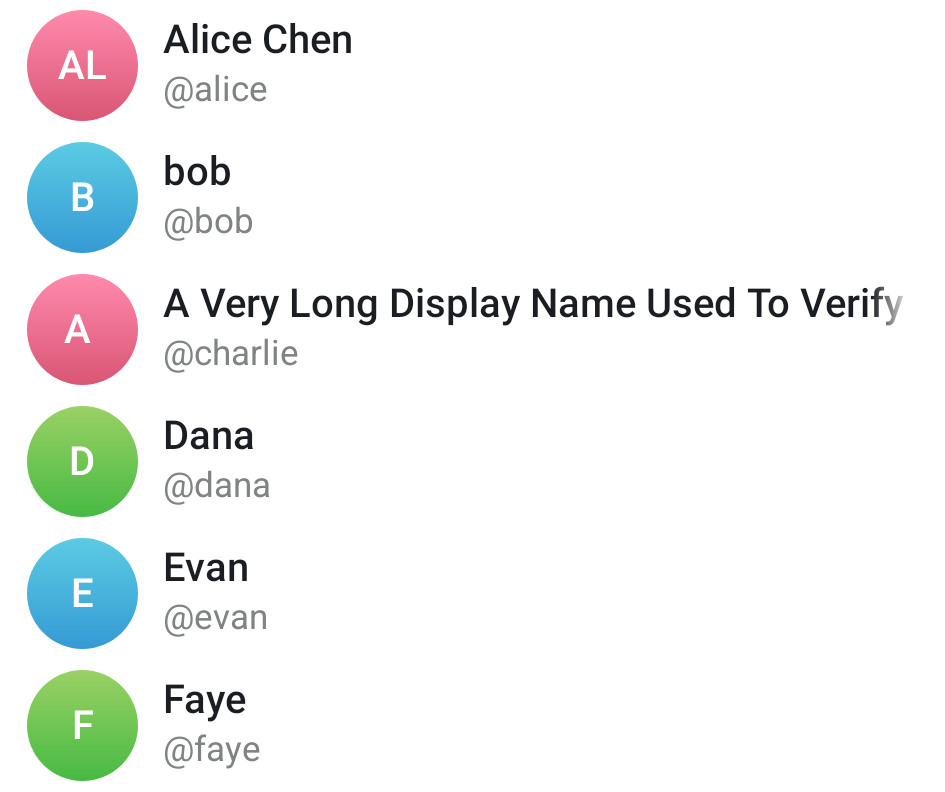 AL
Alice Chen
@alice
B
bob
@bob
A
A Very Long Display Name Used To Verify
@charlie
D
Dana
@dana
E
Evan
@evan
F
Faye
@faye